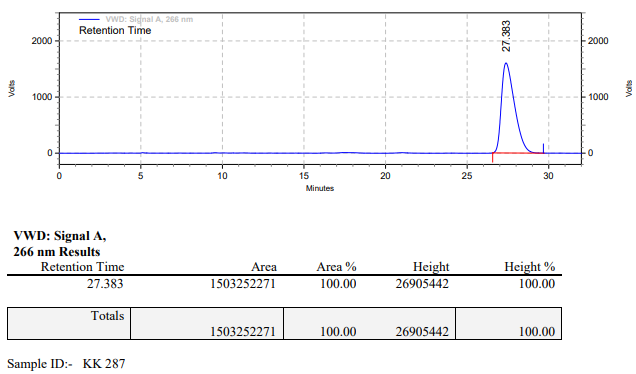 VWD: Signal A, 266 nm
Retention Time
27.383
2000
2000
Volts
Volts
1000
1000
0
0
0 5 10 15 20 25 30
Minutes
VWD: Signal A,
266 nm Results
Retention Time Area Area % Height Height %
27.383 1503252271 100.00 26905442 100.00
Totals
1503252271 100.00 26905442 100.00
Sample ID:- KK 287